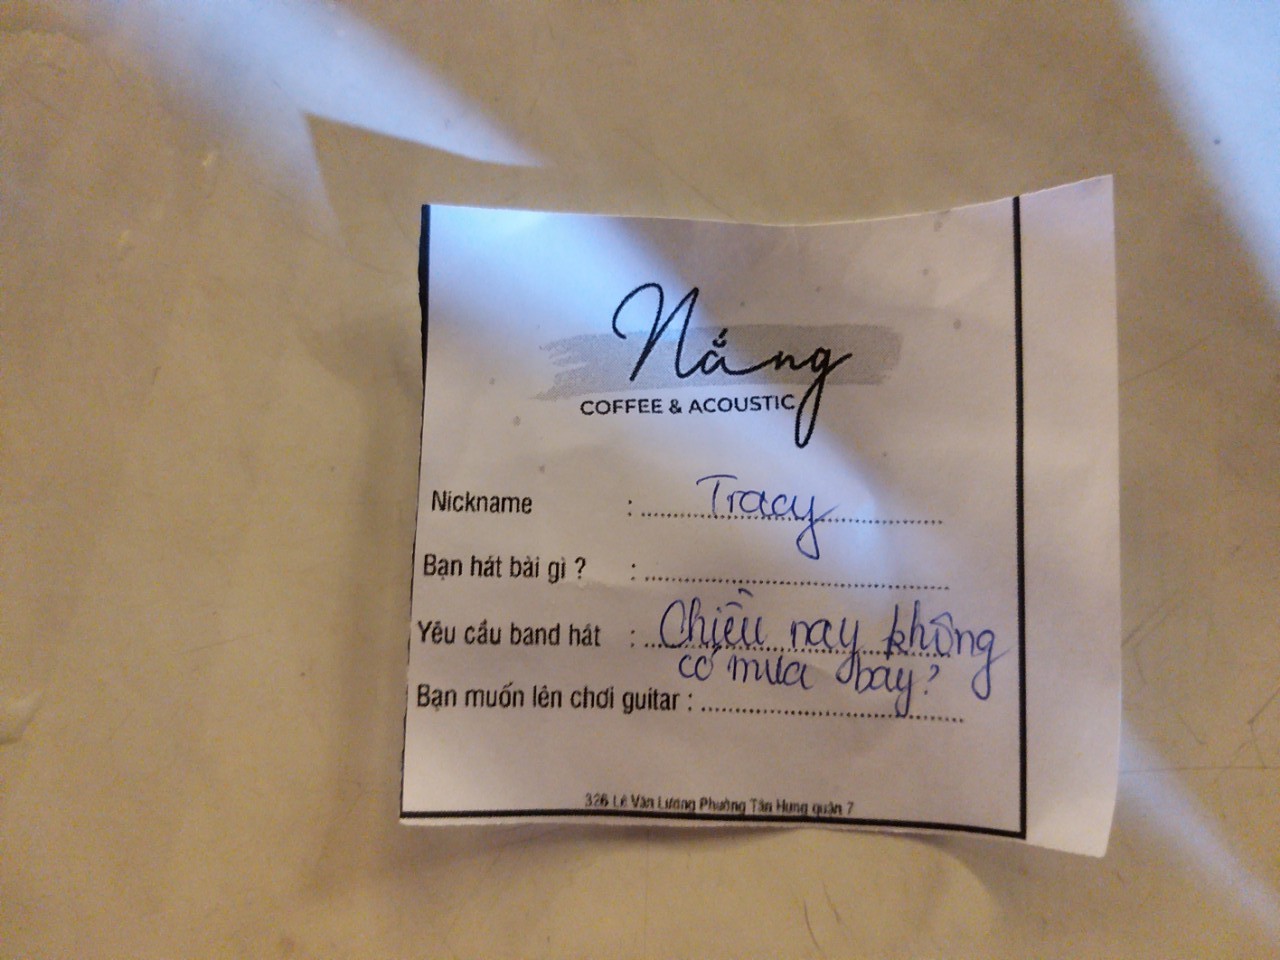 Nắng
COFFEE & ACOUSTIC
Nickname : Tracy
Bạn hát bài gì ? :
Yêu cầu band hát : Chiều nay không
có mưa bay?
Bạn muốn lên chơi guitar :
326 Lê Văn Lương Phường Tân Hưng quận 7